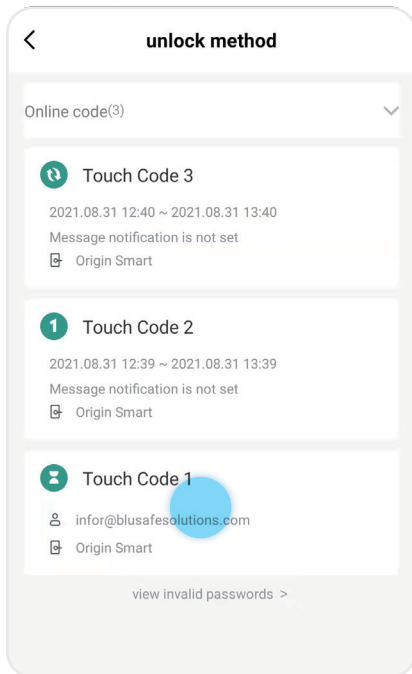 unlock method
Online code(3)
Touch Code 3
2021.08.31 12:40 ~ 2021.08.31 13:40
Message notification is not set
Origin Smart
1 Touch Code 2
2021.08.31 12:39 ~ 2021.08.31 13:39
Message notification is not set
Origin Smart
Touch Code 1
infor@blusafesolutions.com
Origin Smart
view invalid passwords >